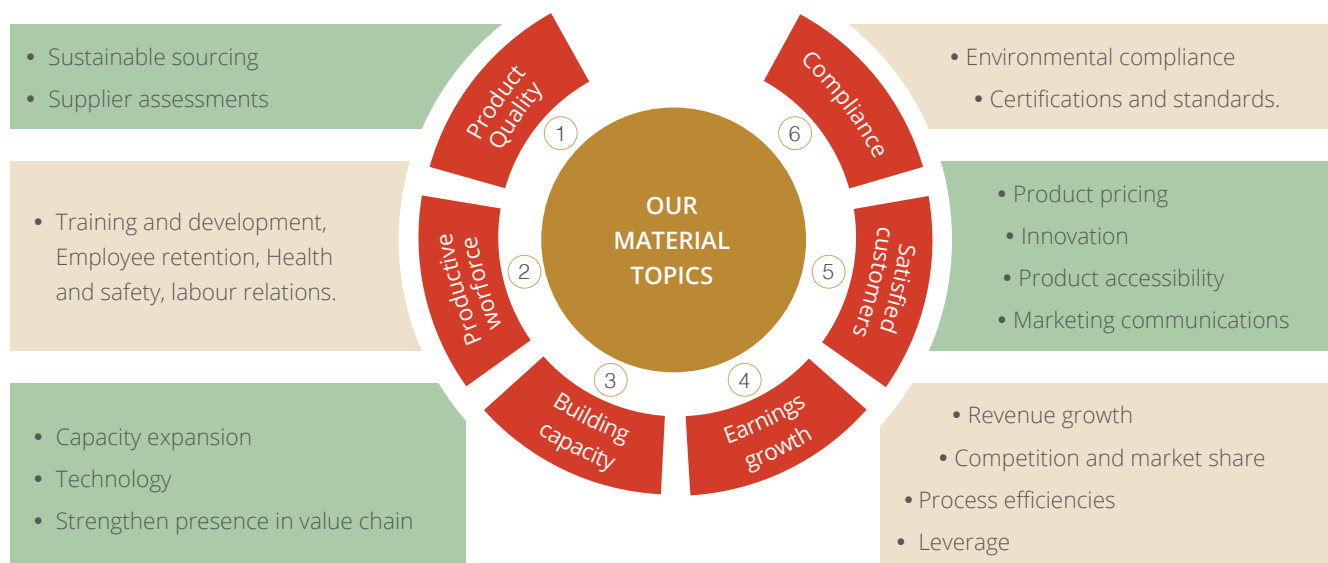 OUR
MATERIAL
TOPICS
1
Product
Quality
• Sustainable sourcing
• Supplier assessments
2
Productive
worforce
• Training and development,
Employee retention, Health
and safety, labour relations.
3
Building
capacity
• Capacity expansion
• Technology
• Strengthen presence in value chain
4
Earnings
growth
• Revenue growth
• Competition and market share
• Process efficiencies
• Leverage
5
Satisfied
customers
• Product pricing
• Innovation
• Product accessibility
• Marketing communications
6
Compliance
• Environmental compliance
• Certifications and standards.